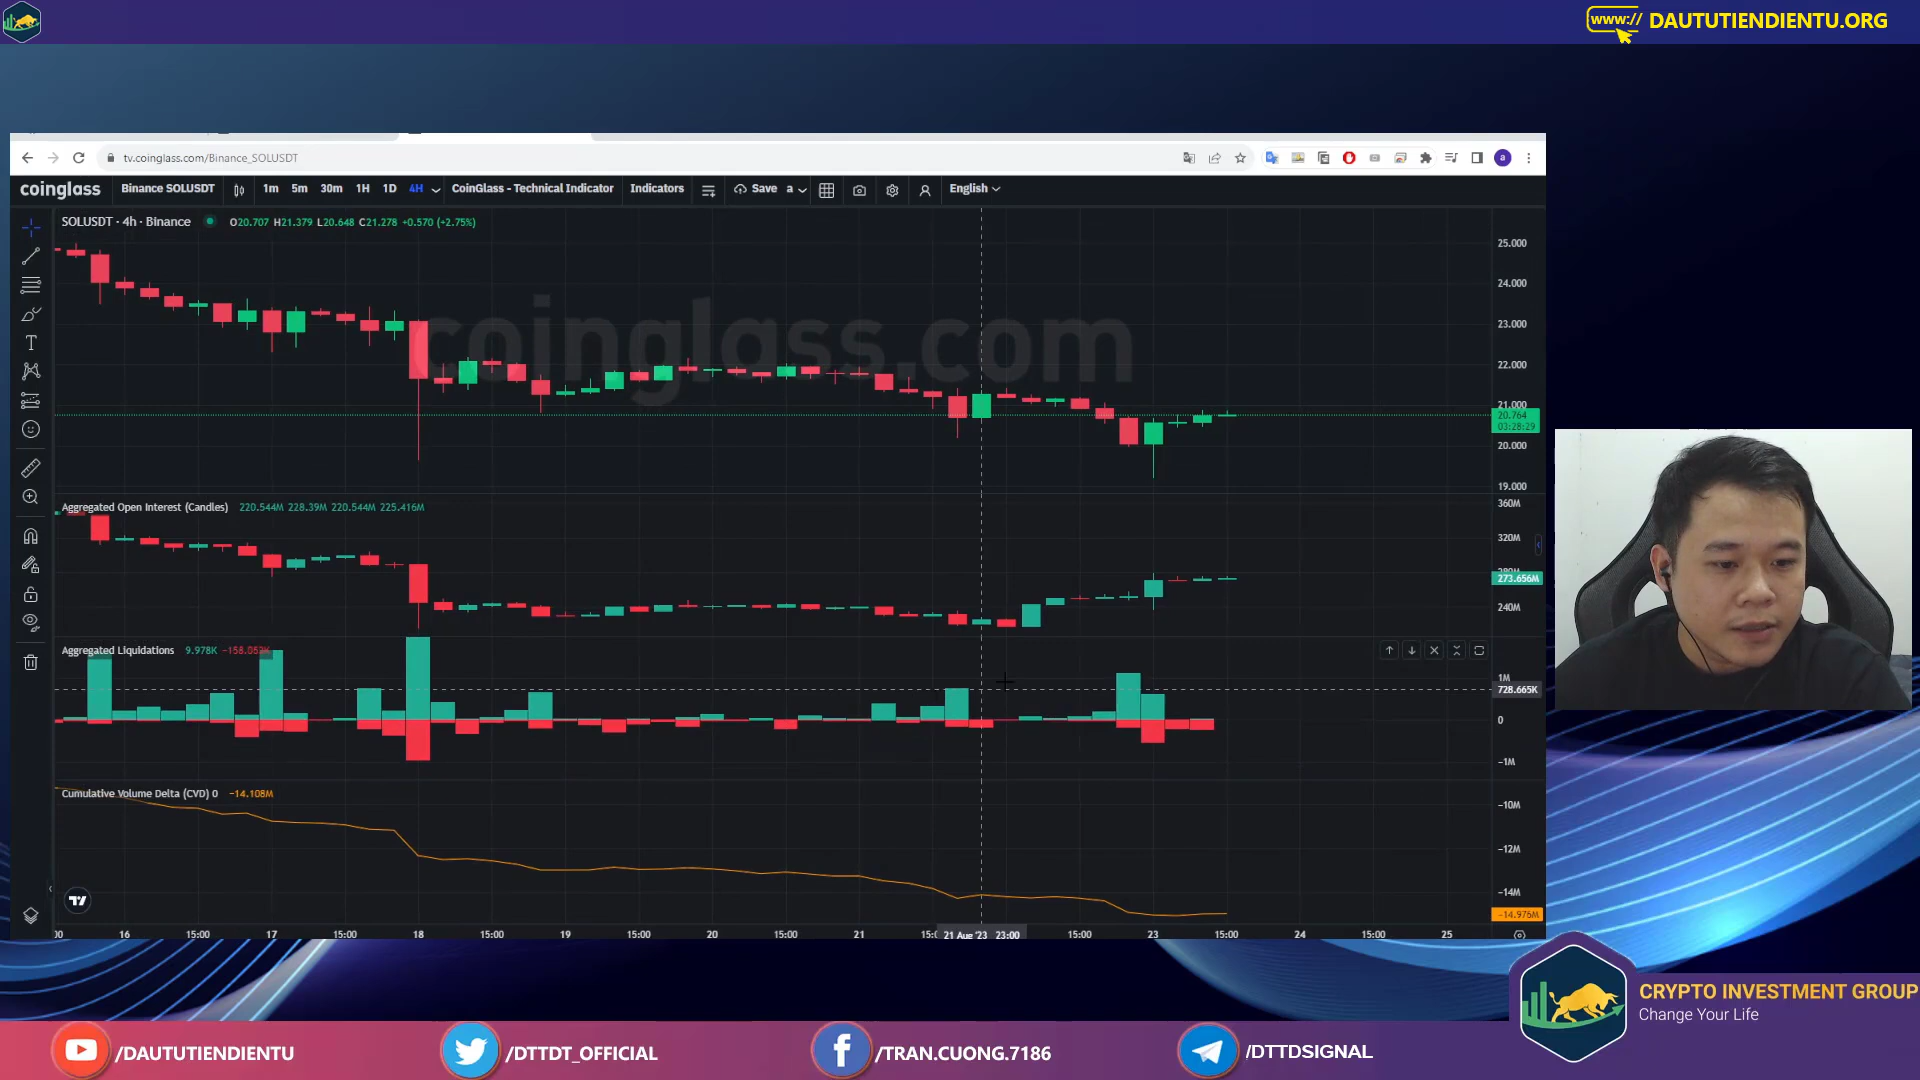 www:// DAUTUTIENDIENTU.ORG
tv.coinglass.com/Binance_SOLUSDT
a
coinglass Binance SOLUSDT 1m 5m 30m 1H 1D 4H CoinGlass - Technical Indicator Indicators Save a English
SOLUSDT · 4h · Binance O20.707 H21.379 L20.648 C21.278 +0.570 (+2.75%)
25.000
24.000
23.000
22.000
21.000
20.764
03:28:29
20.000
19.000
coinglass.com
Aggregated Open Interest (Candles) 220.544M 228.39M 220.544M 225.416M
360M
320M
273.656M
240M
Aggregated Liquidations 9.978K
1M
728.665K
0
-1M
Cumulative Volume Delta (CVD) 0 -14.108M
-10M
-12M
-14M
-14.976M
16 15:00 17 15:00 18 15:00 19 15:00 20 15:00 21 21 Aug '23 23:00 15:00 23 15:00 24 15:00 25
CRYPTO INVESTMENT GROUP
Change Your Life
/DAUTUTIENDIENTU /DTTDT_OFFICIAL /TRAN.CUONG.7186 /DTTDSIGNAL